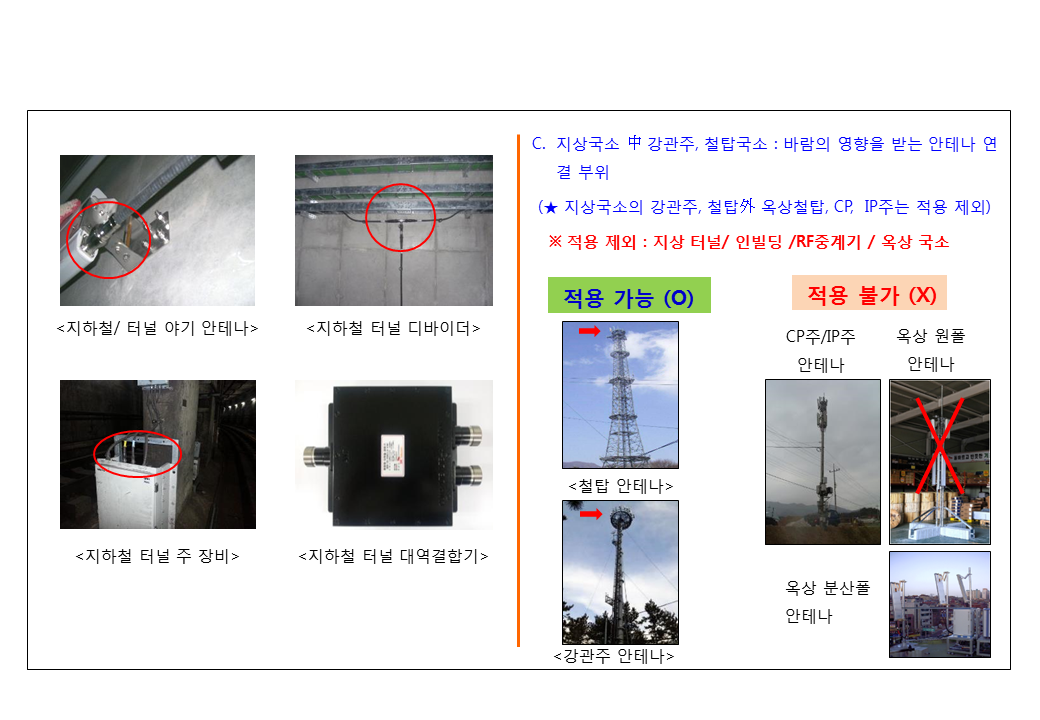 <지하철/ 터널 야기 안테나>
<지하철 터널 디바이더>
<지하철 터널 주 장비>
<지하철 터널 대역결합기>
C. 지상국소 中 강관주, 철탑국소 : 바람의 영향을 받는 안테나 연
결 부위
(★ 지상국소의 강관주, 철탑外 옥상철탑, CP, IP주는 적용 제외)
※ 적용 제외 : 지상 터널/ 인빌딩 /RF중계기 / 옥상 국소
적용 가능 (O)
<철탑 안테나>
<강관주 안테나>
적용 불가 (X)
CP주/IP주
안테나
옥상 원폴
안테나
옥상 분산폴
안테나